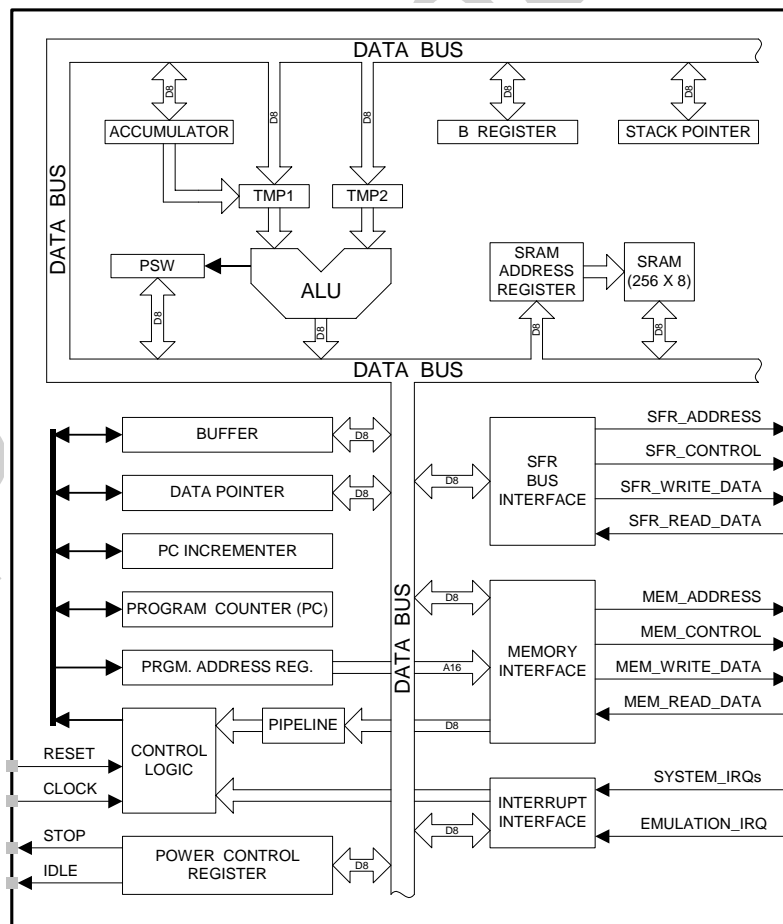 DATA BUS
D8
D8
D8
D8
D8
ACCUMULATOR
B REGISTER
STACK POINTER
DATA BUS
TMP1
TMP2
PSW
ALU
SRAM
ADDRESS
REGISTER
SRAM
(256 X 8)
D8
D8
D8
D8
DATA BUS
BUFFER
D8
DATA POINTER
D8
PC INCREMENTER
PROGRAM COUNTER (PC)
PRGM. ADDRESS REG.
A16
DATA BUS
D8
SFR
BUS
INTERFACE
SFR_ADDRESS
SFR_CONTROL
SFR_WRITE_DATA
SFR_READ_DATA
D8
MEMORY
INTERFACE
MEM_ADDRESS
MEM_CONTROL
MEM_WRITE_DATA
MEM_READ_DATA
CONTROL
LOGIC
PIPELINE
D8
RESET
CLOCK
INTERRUPT
INTERFACE
D8
SYSTEM_IRQs
EMULATION_IRQ
STOP
IDLE
POWER CONTROL
REGISTER
D8